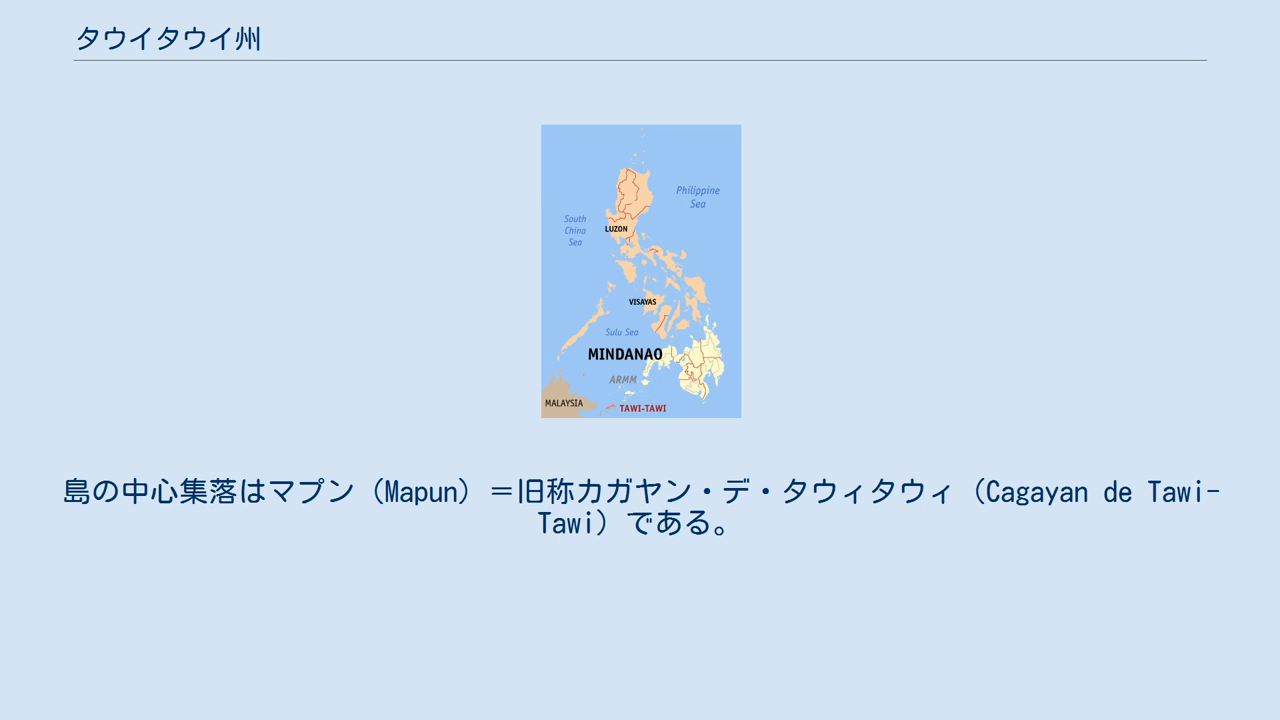 タウイタウイ州
Philippine
Sea
South
China
Sea
LUZON
VISAYAS
Sulu Sea
MINDANAO
ARMM
MALAYSIA
TAWI-TAWI
島の中心集落はマプン（Mapun）＝旧称カガヤン・デ・タウィタウィ（Cagayan de Tawi-
Tawi）である。